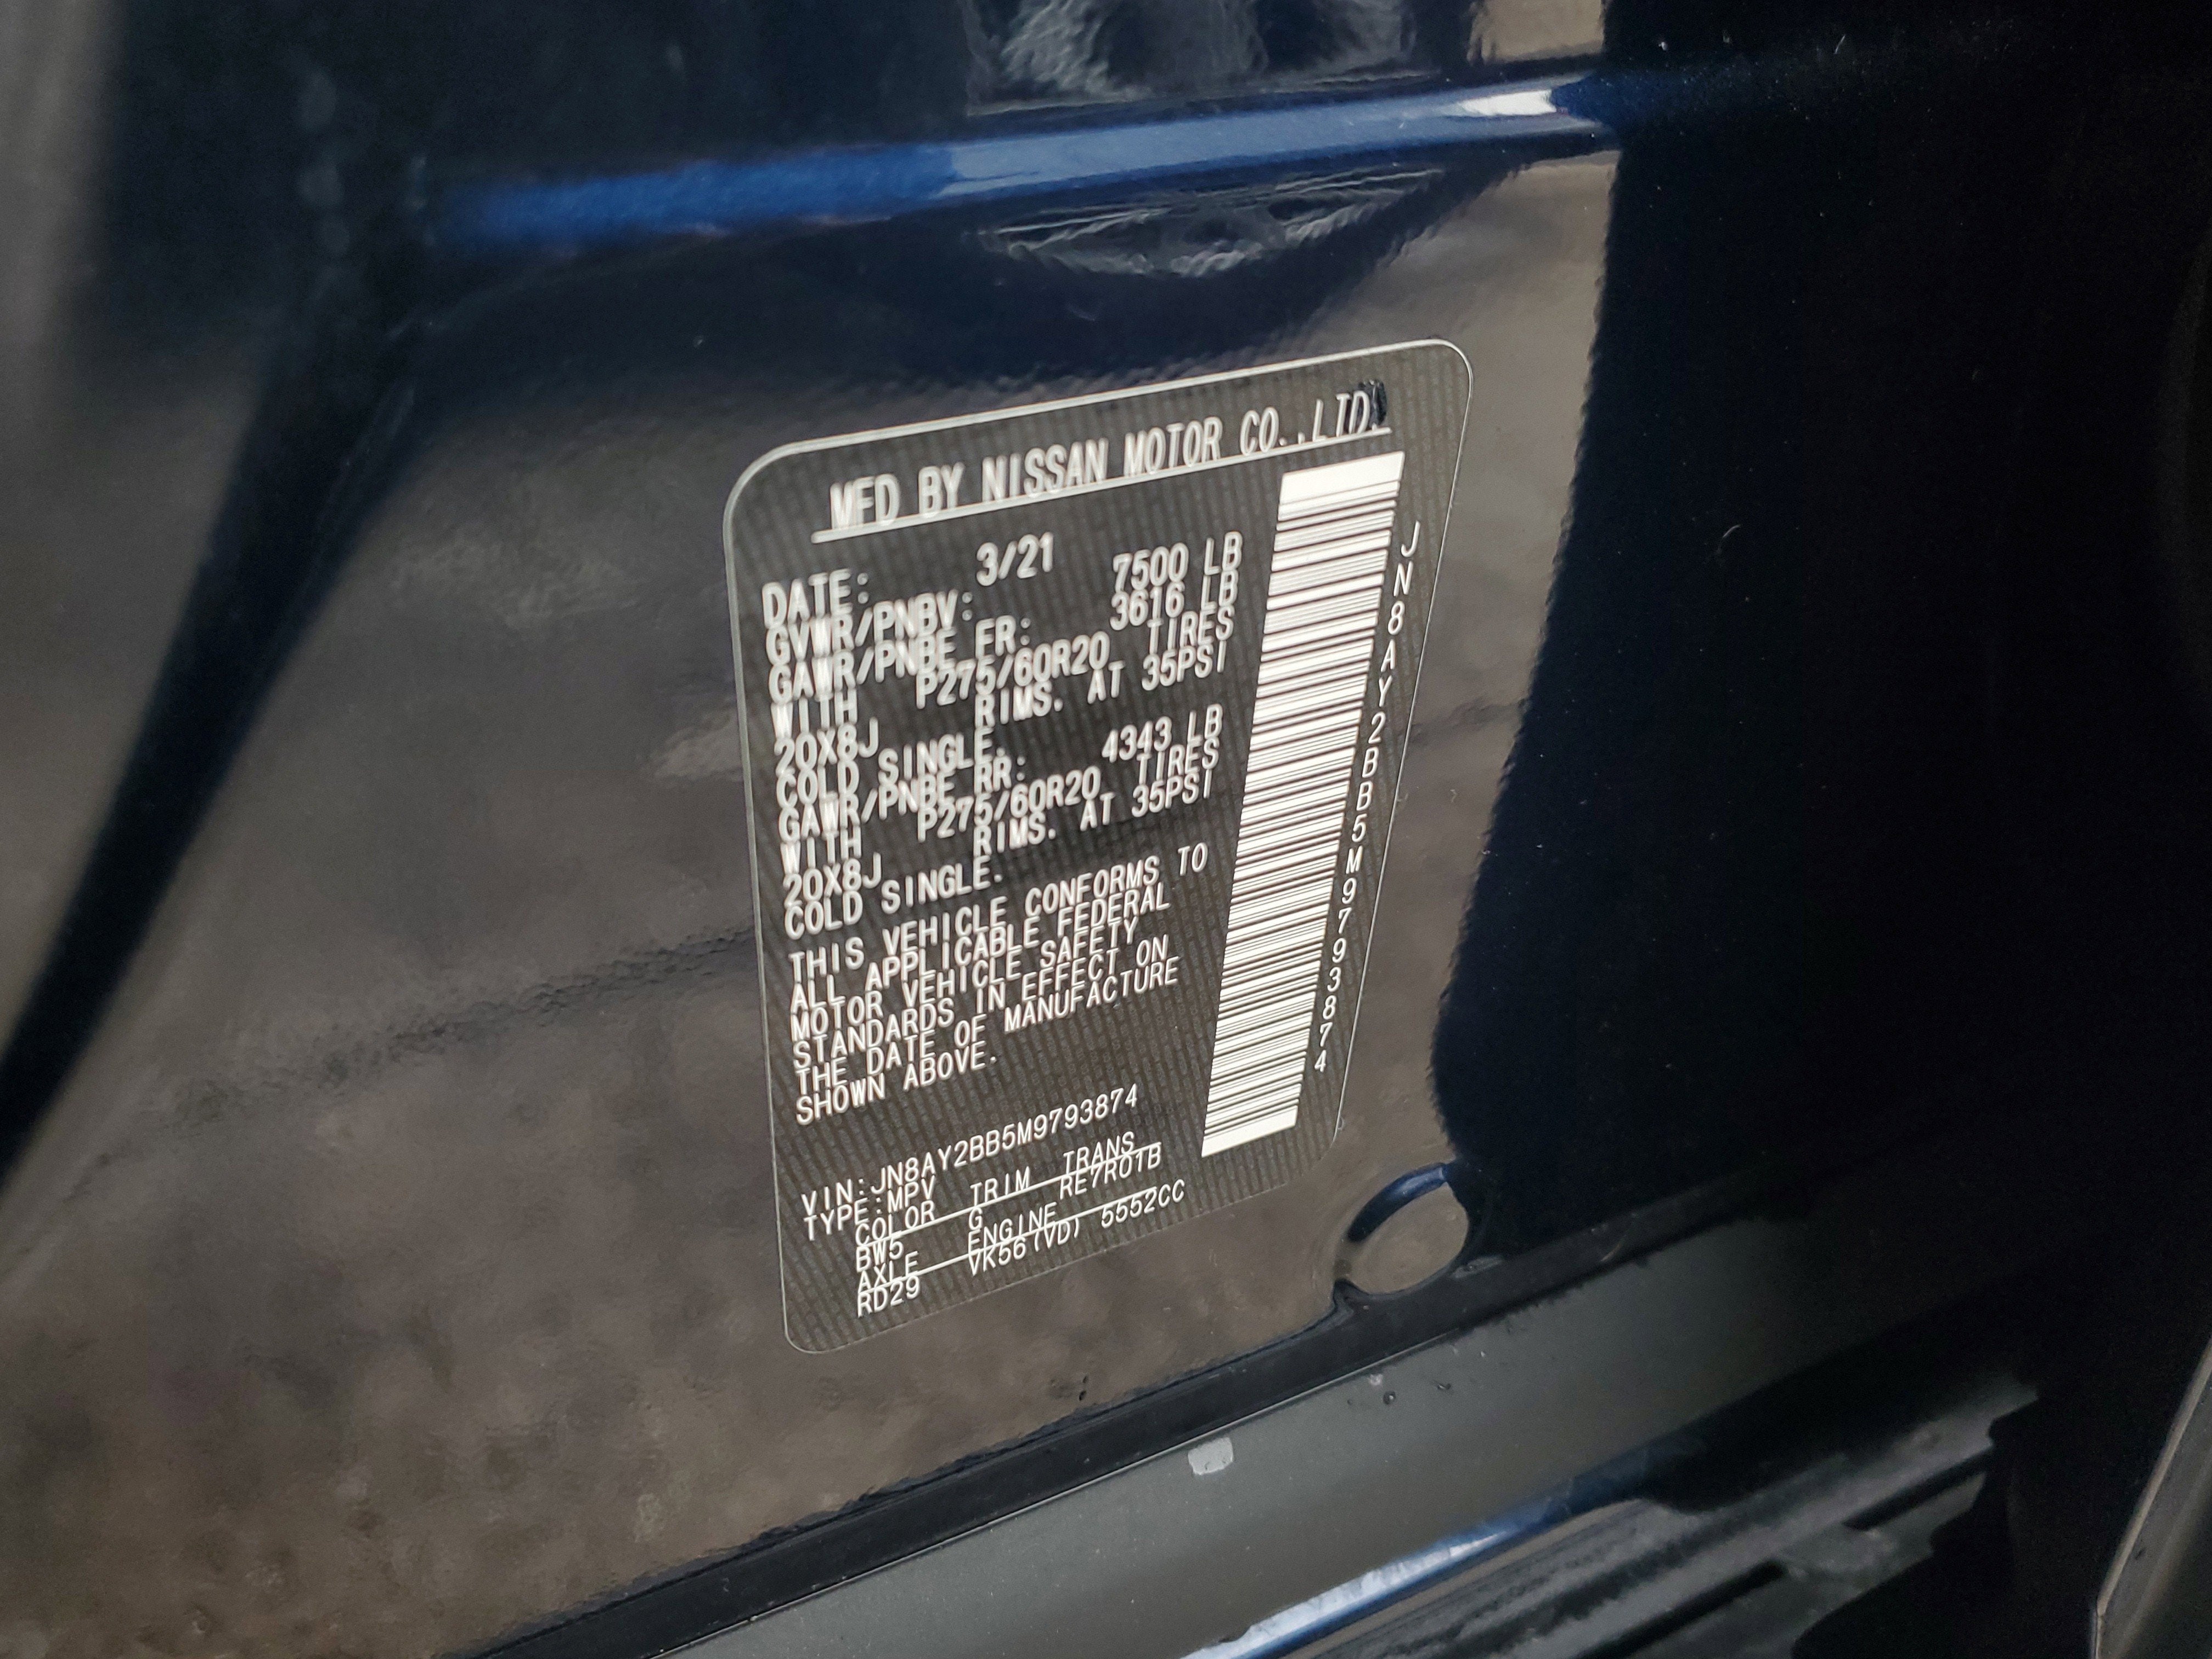 MFD BY NISSAN MOTOR CO.,LTD.
DATE: 3/21
GVWR/PNBV: 7500 LB
GAWR/PNBE FR: 3616 LB
WITH P275/60R20 TIRES
20X8J RIMS. AT 35PSI
COLD SINGLE.
GAWR/PNBE RR: 4343 LB
WITH P275/60R20 TIRES
20X8J RIMS. AT 35PSI
COLD SINGLE.
THIS VEHICLE CONFORMS TO
ALL APPLICABLE FEDERAL
MOTOR VEHICLE SAFETY
STANDARDS IN EFFECT ON
THE DATE OF MANUFACTURE
SHOWN ABOVE.
VIN:JN8AY2BB5M9793874
TYPE:MPV
COLOR TRIM TRANS
BW5 G RE7R01B
AXLE ENGINE
RD29 VK56(VD) 5552CC
JN8AY2BB5M9793874